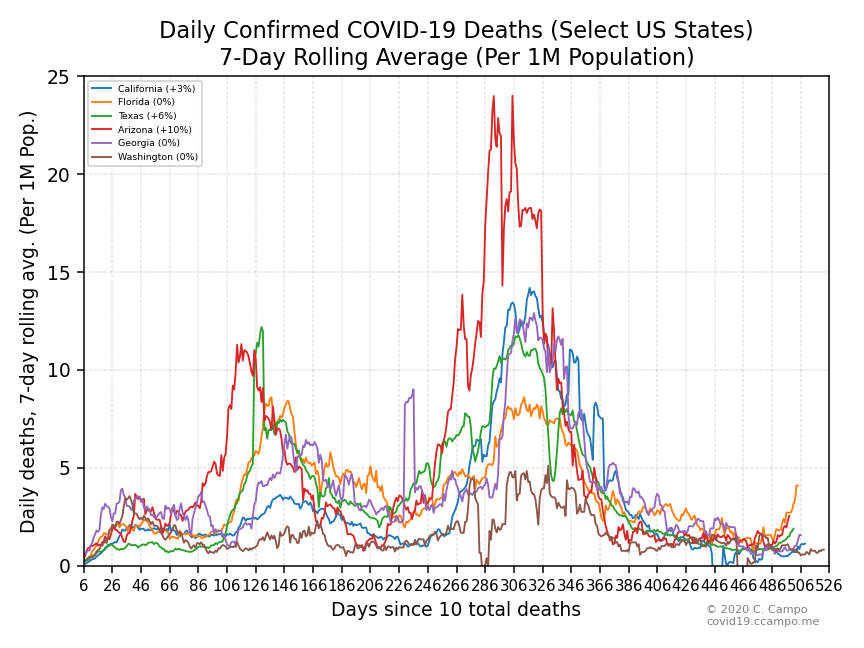 Daily Confirmed COVID-19 Deaths (Select US States)
7-Day Rolling Average (Per 1M Population)
Daily deaths, 7-day rolling avg. (Per 1M Pop.)
25
20
15
10
5
0
California (+3%)
Florida (0%)
Texas (+6%)
Arizona (+10%)
Georgia (0%)
Washington (0%)
6 26 46 66 86 106 126 146 166 186 206 226 246 266 286 306 326 346 366 386 406 426 446 466 486 506 526
Days since 10 total deaths
© 2020 C. Campo
covid19.ccampo.me